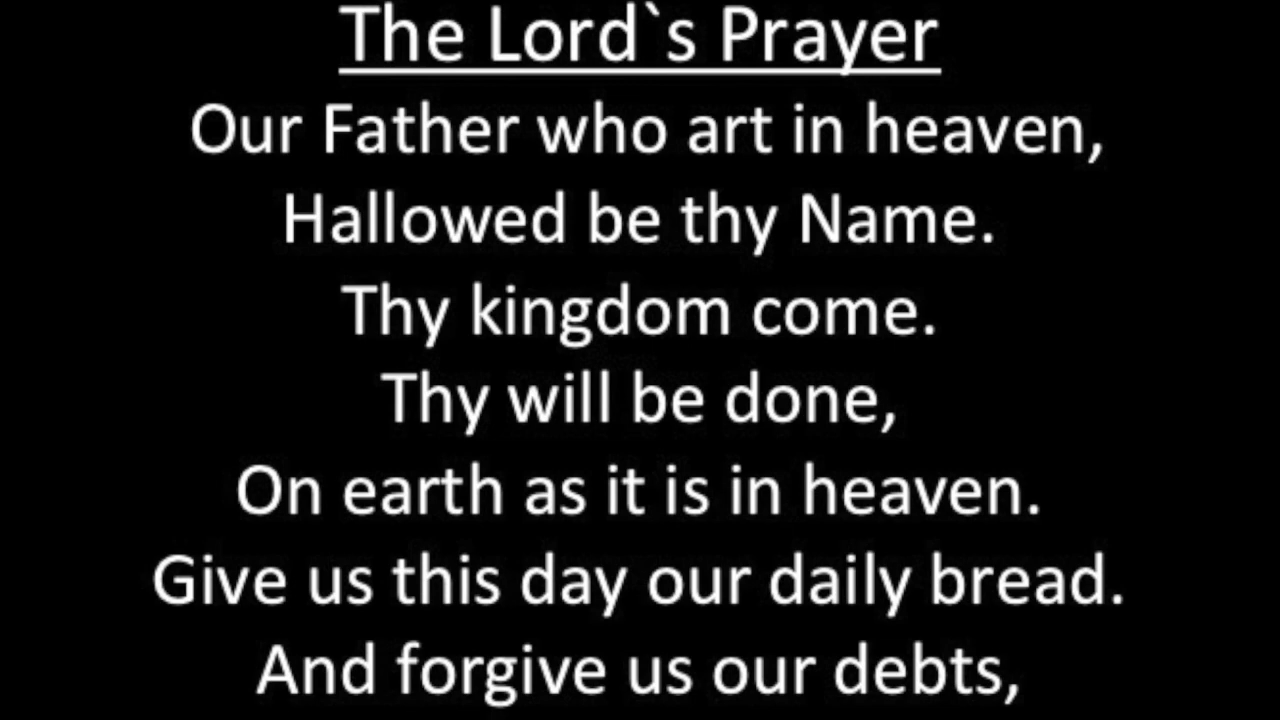 The Lord`s Prayer
Our Father who art in heaven,
Hallowed be thy Name.
Thy kingdom come.
Thy will be done,
On earth as it is in heaven.
Give us this day our daily bread.
And forgive us our debts,